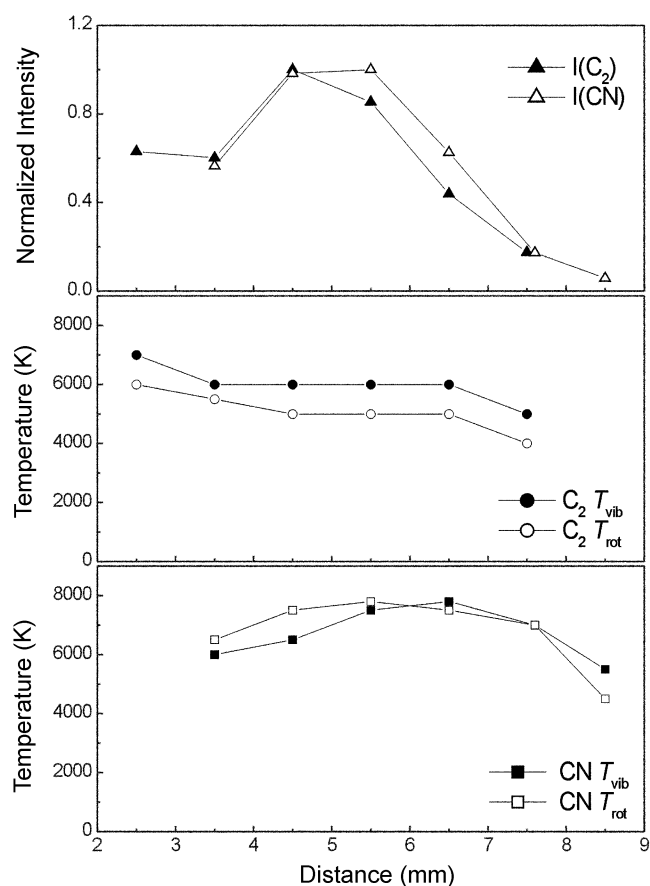 1.2
0.8
0.4
0.0
Normalized Intensity
I(C₂)
I(CN)
8000
6000
4000
2000
0
Temperature (K)
C₂ Tvib
C₂ Trot
8000
6000
4000
2000
0
Temperature (K)
CN Tvib
CN Trot
2 3 4 5 6 7 8 9
Distance (mm)